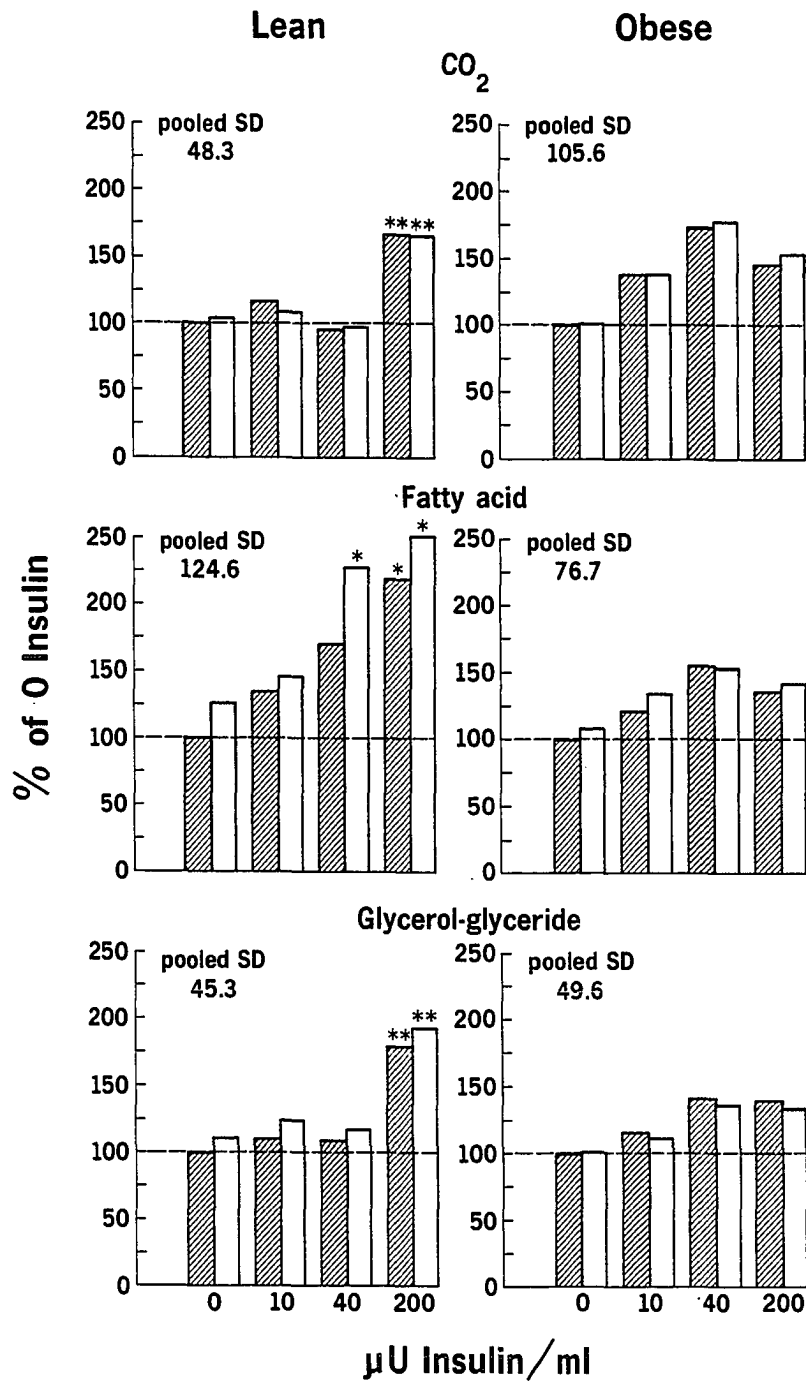 Lean Obese
CO2
250 pooled SD 250 pooled SD
48.3 105.6
200 200
** **
150 150
100 100
50 50
0 0
Fatty acid
250 pooled SD * 250 pooled SD
124.6 * * 76.7
200 200
150 150
100 100
50 50
0 0
% of 0 Insulin
Glycerol-glyceride
250 pooled SD 250 pooled SD
45.3 49.6
200 ** ** 200
150 150
100 100
50 50
0 0
0 10 40 200 0 10 40 200
μU Insulin/ml